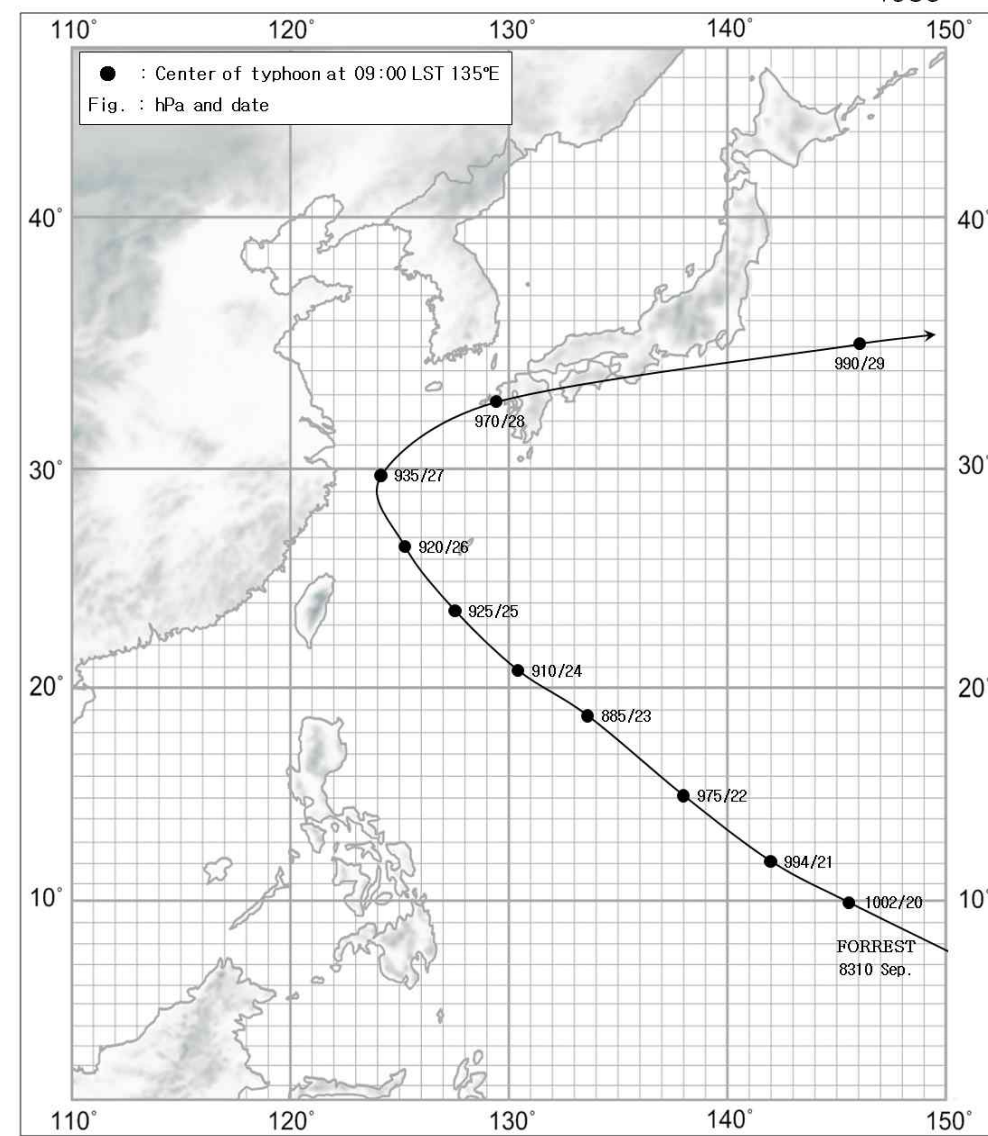 110° 120° 130° 140° 150°
● : Center of typhoon at 09:00 LST 135°E
Fig. : hPa and date
40° 40°
990/29
970/28
30° 935/27 30°
920/26
925/25
910/24
20° 20°
885/23
975/22
994/21
10° 1002/20 10°
FORREST
8310 Sep.
110° 120° 130° 140° 150°